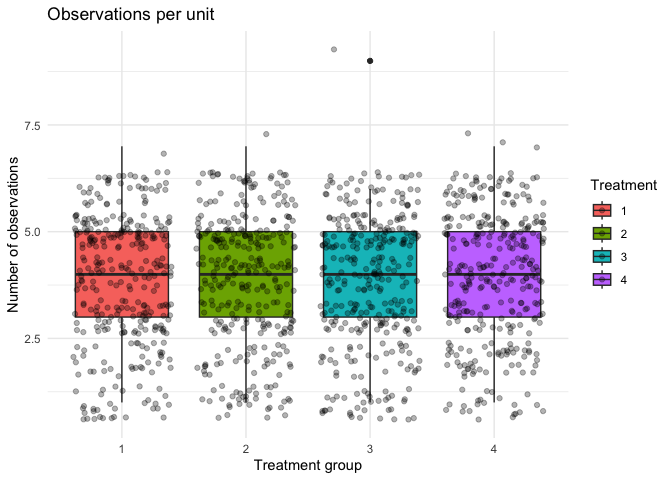 Observations per unit
Number of observations
7.5
5.0
2.5
1
2
3
4
Treatment group
Treatment
1
2
3
4